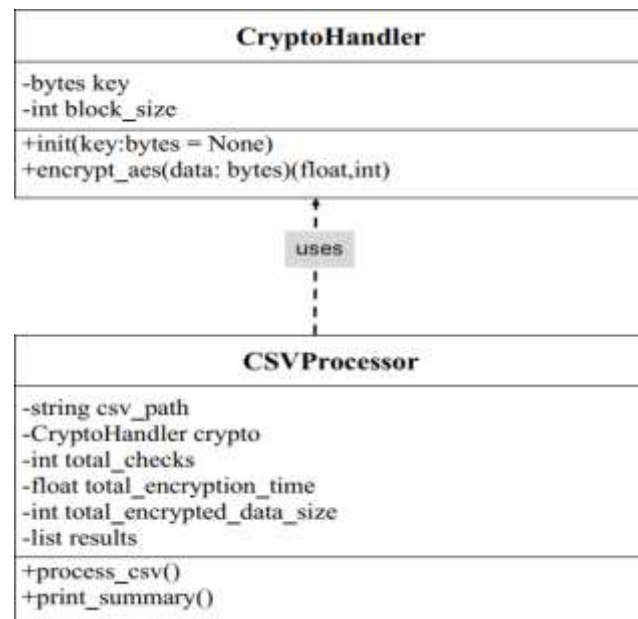 CryptoHandler
-bytes key
-int block_size
+init(key:bytes = None)
+encrypt_aes(data: bytes)(float,int)
uses
CSVProcessor
-string csv_path
-CryptoHandler crypto
-int total_checks
-float total_encryption_time
-int total_encrypted_data_size
-list results
+process_csv()
+print_summary()